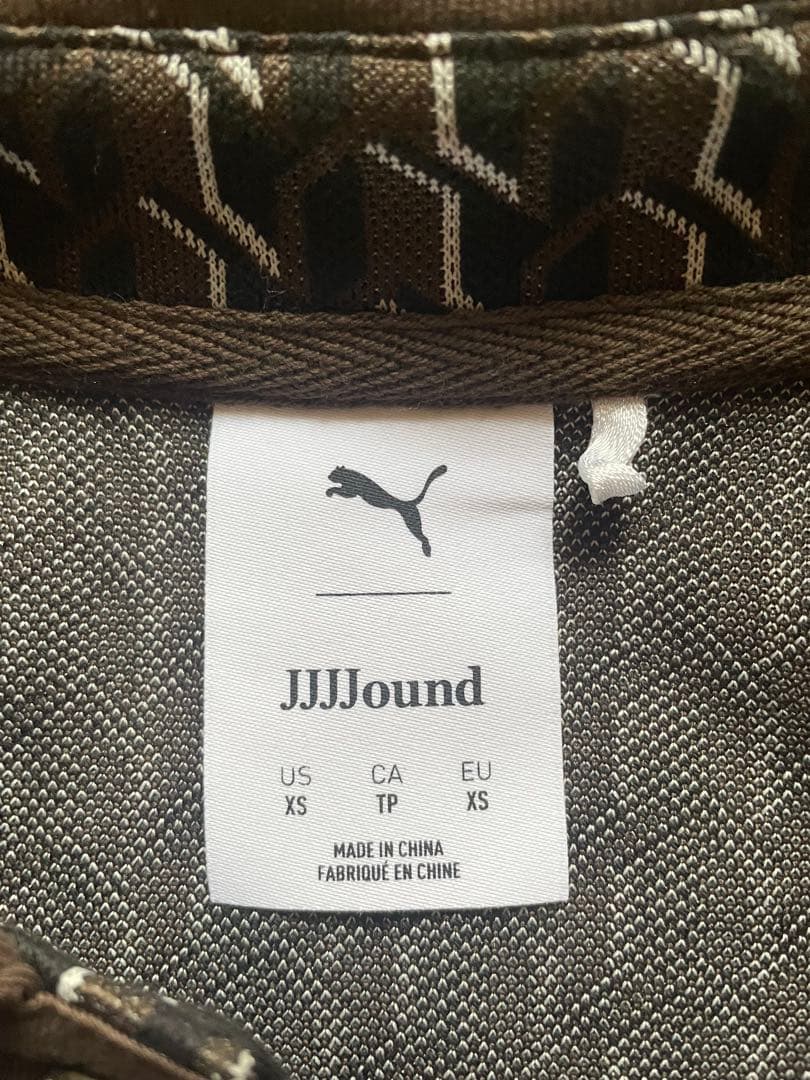 JJJJound
US CA EU
XS TP XS
MADE IN CHINA
FABRIQUÉ EN CHINE